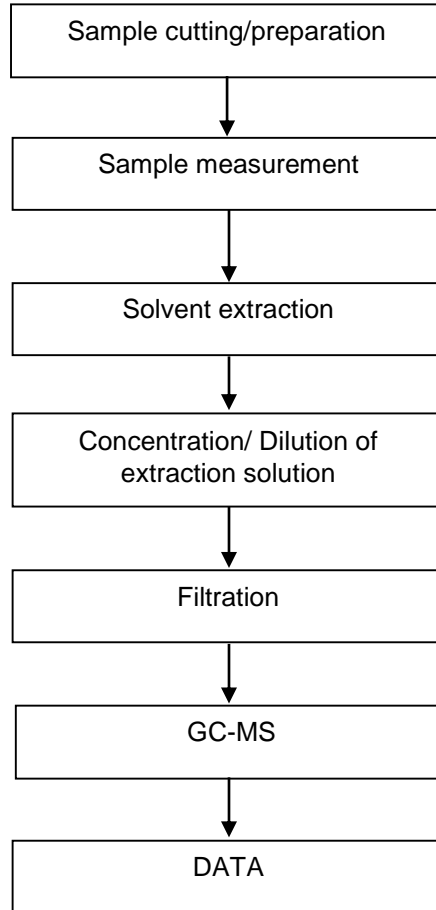 Sample cutting/preparation
Sample measurement
Solvent extraction
Concentration/ Dilution of
extraction solution
Filtration
GC-MS
DATA